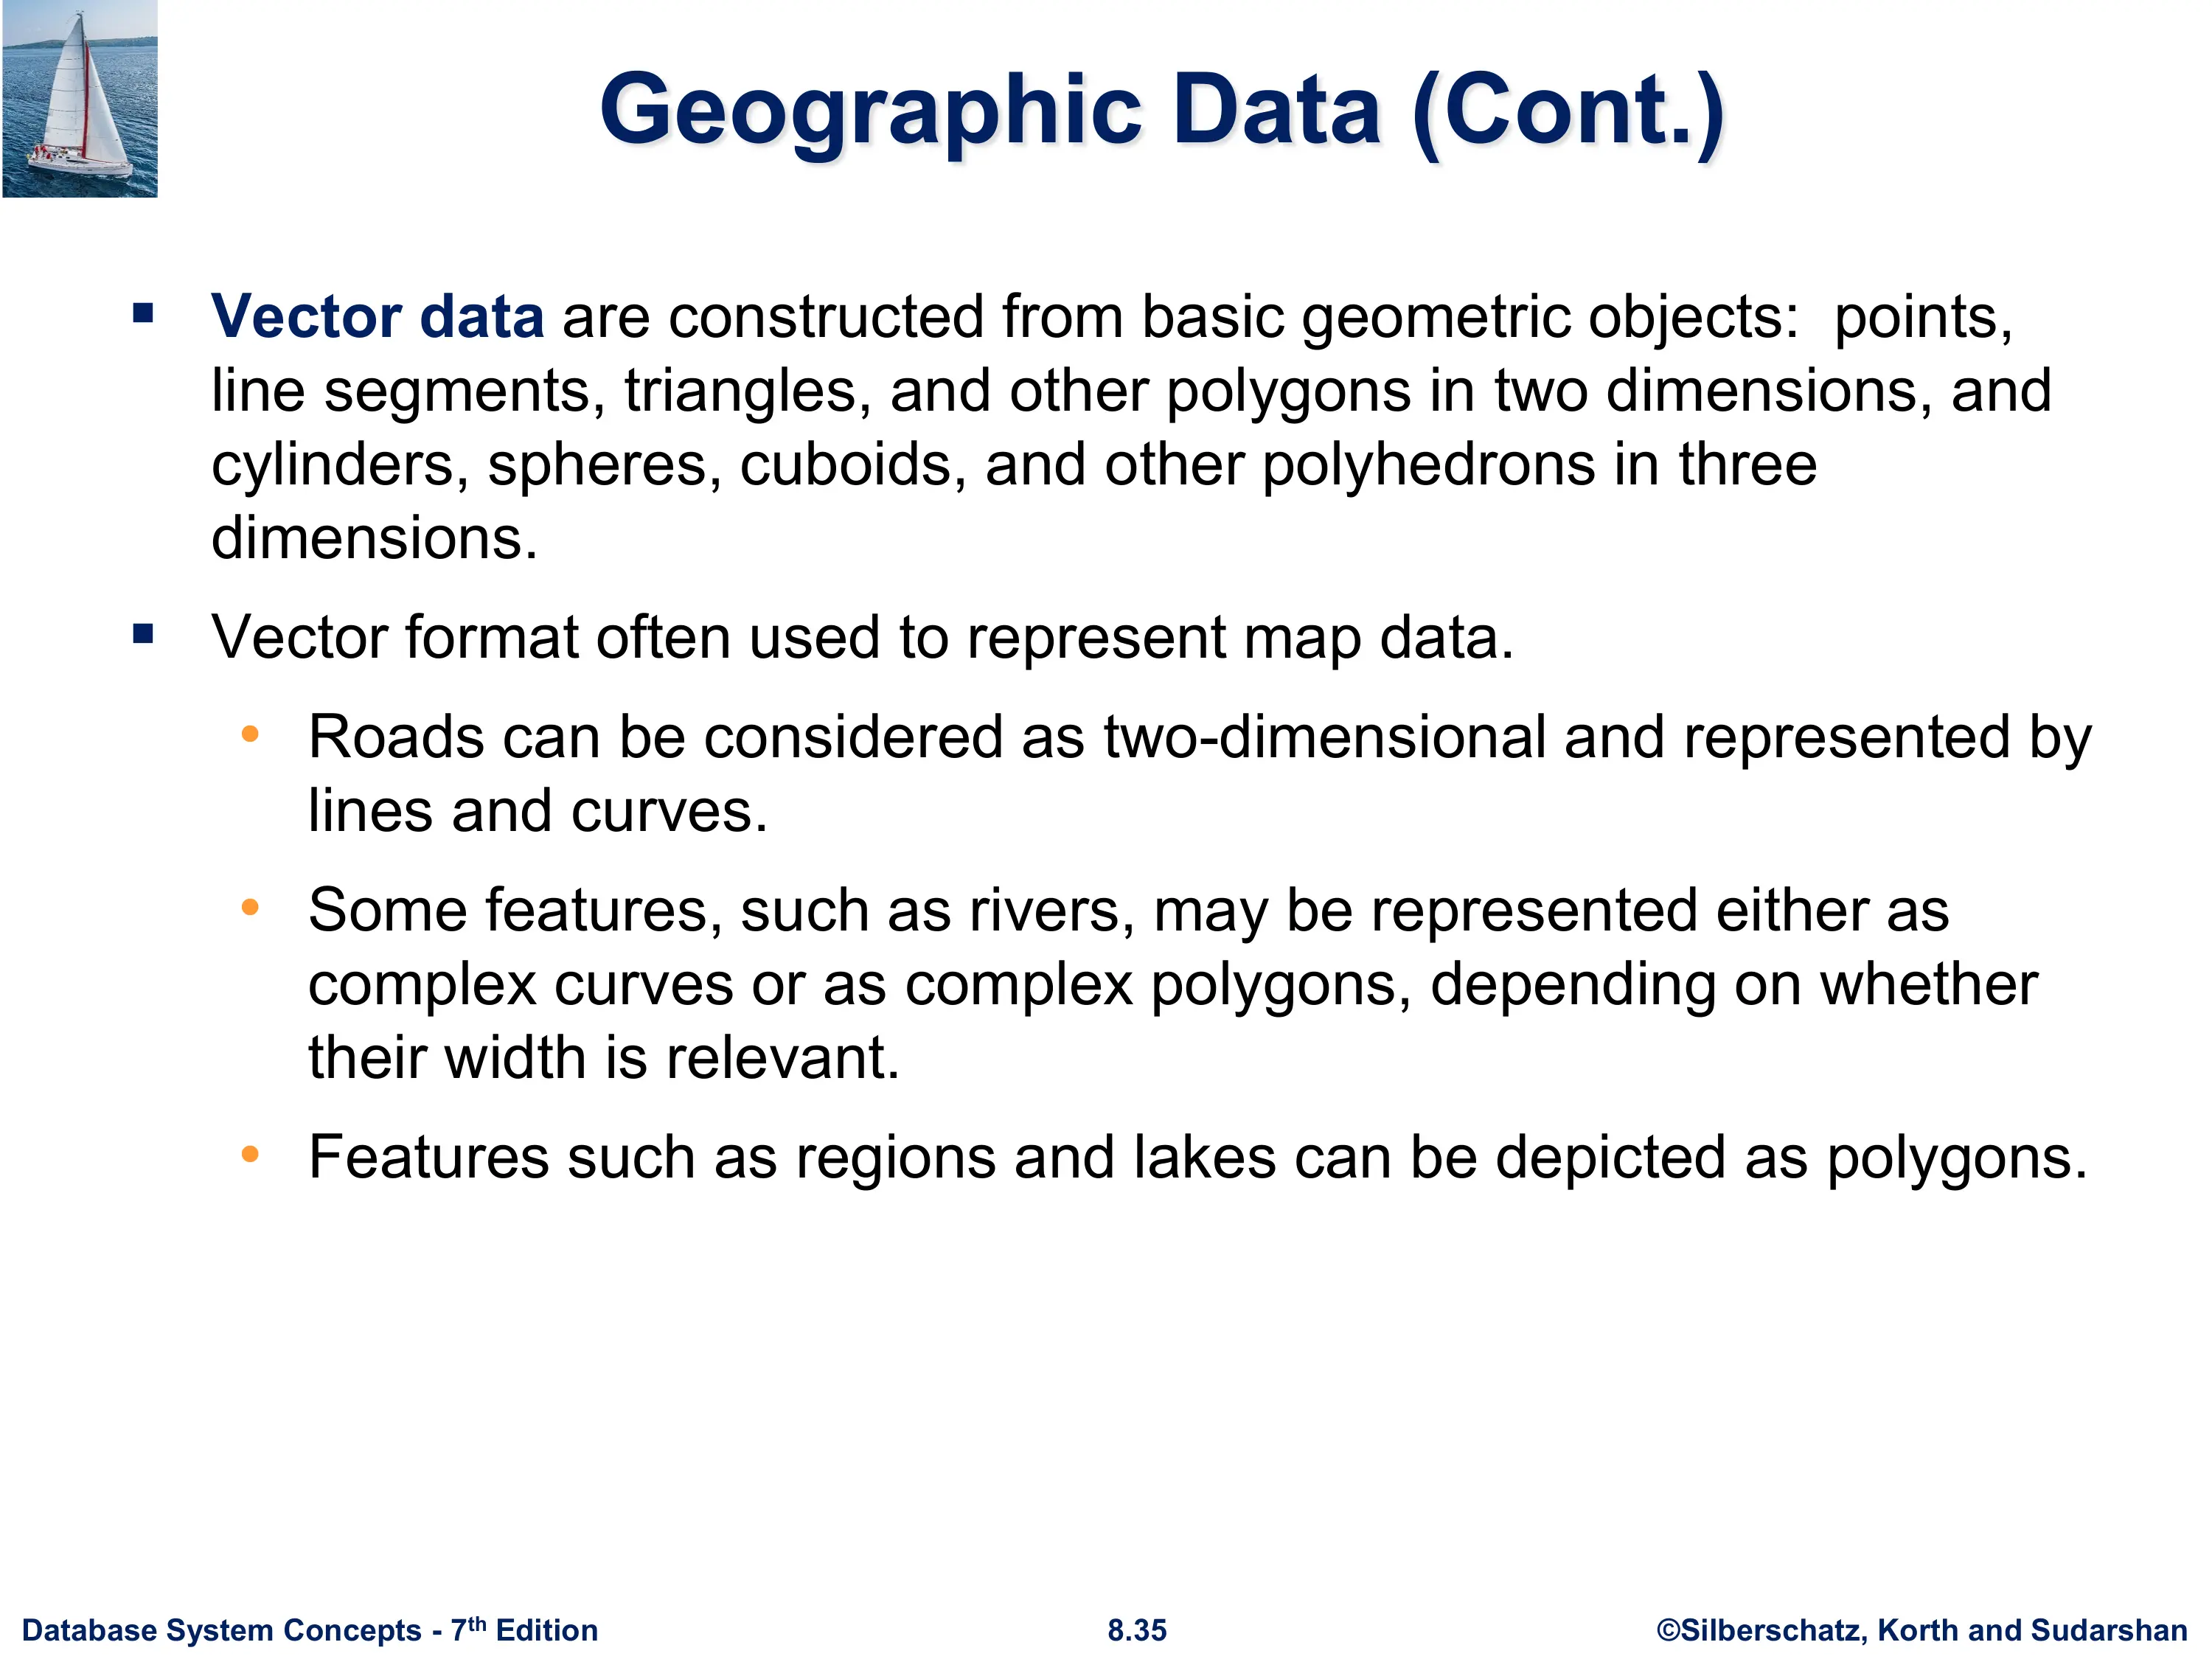 Geographic Data (Cont.)
▪ Vector data are constructed from basic geometric objects:  points,
line segments, triangles, and other polygons in two dimensions, and
cylinders, spheres, cuboids, and other polyhedrons in three
dimensions.
▪ Vector format often used to represent map data.
• Roads can be considered as two-dimensional and represented by
lines and curves.
• Some features, such as rivers, may be represented either as
complex curves or as complex polygons, depending on whether
their width is relevant.
• Features such as regions and lakes can be depicted as polygons.
Database System Concepts - 7th Edition
8.35
©Silberschatz, Korth and Sudarshan